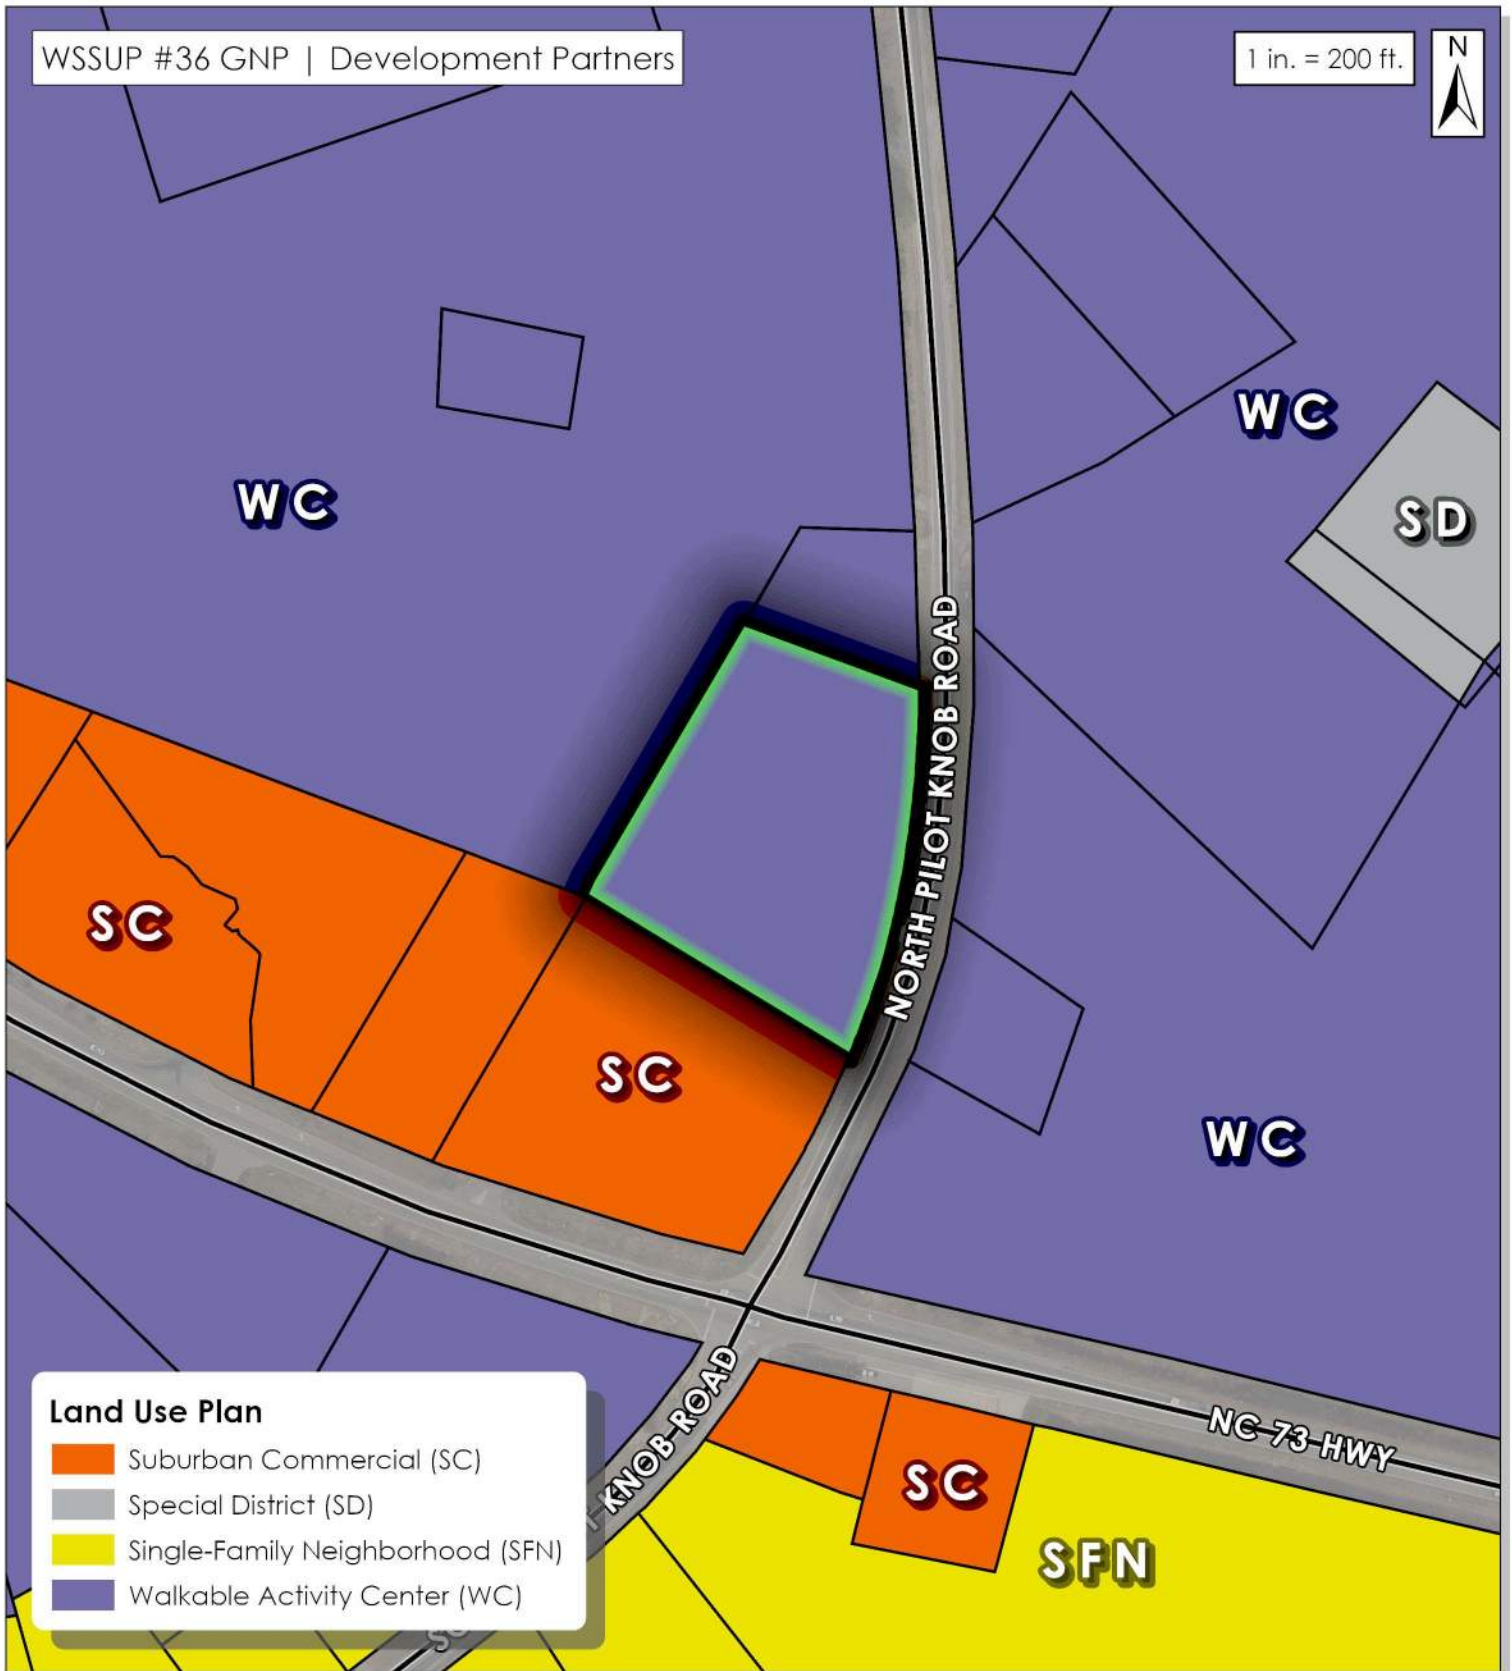 WSSUP #36 GNP | Development Partners
1 in. = 200 ft.
N
WC
WC
SD
NORTH PILOT KNOB ROAD
SC
SC
WC
KNOB ROAD
NC 73 HWY
SC
SFN
Land Use Plan
Suburban Commercial (SC)
Special District (SD)
Single-Family Neighborhood (SFN)
Walkable Activity Center (WC)